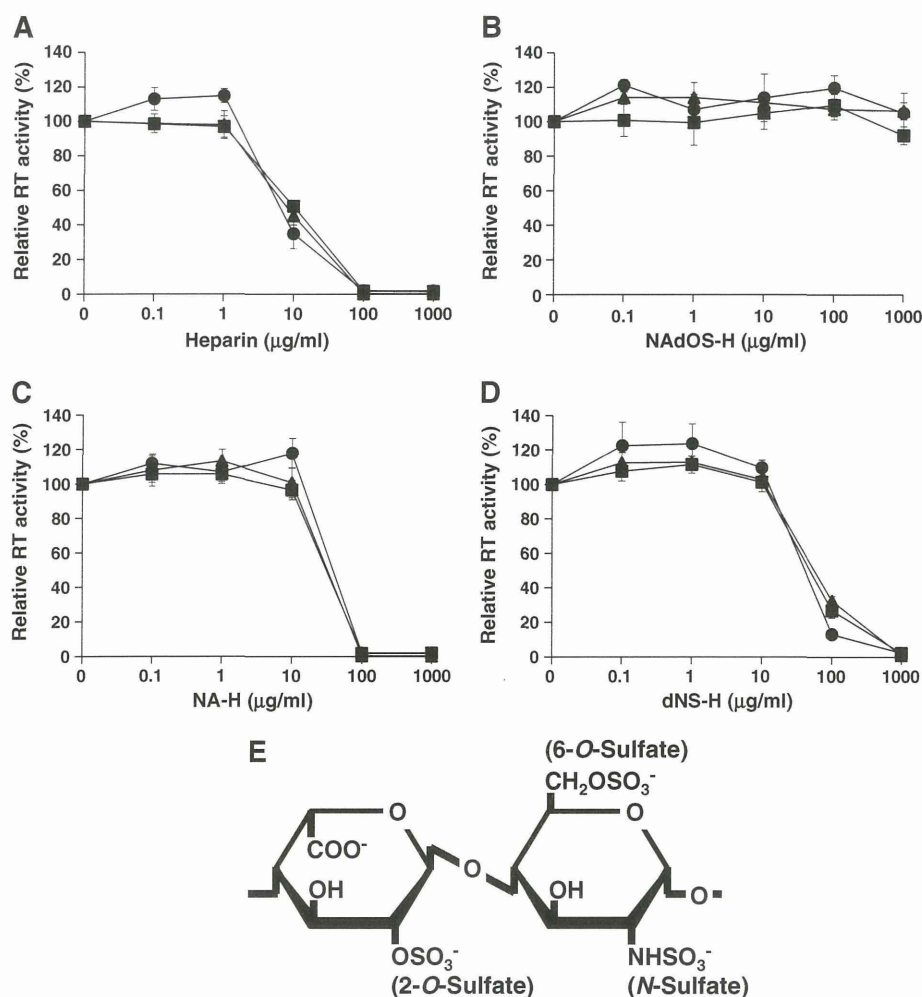 A
Relative RT activity (%)
140
120
100
80
60
40
20
0
0 0.1 1 10 100 1000
Heparin (μg/ml)
B
Relative RT activity (%)
140
120
100
80
60
40
20
0
0 0.1 1 10 100 1000
NAdOS-H (μg/ml)
C
Relative RT activity (%)
140
120
100
80
60
40
20
0
0 0.1 1 10 100 1000
NA-H (μg/ml)
D
Relative RT activity (%)
140
120
100
80
60
40
20
0
0 0.1 1 10 100 1000
dNS-H (μg/ml)
E
(6-O-Sulfate)
CH₂OSO₃⁻
O
O
COO⁻
O
OH
OH
O
OSO₃⁻
NHSO₃⁻
(2-O-Sulfate)
(N-Sulfate)